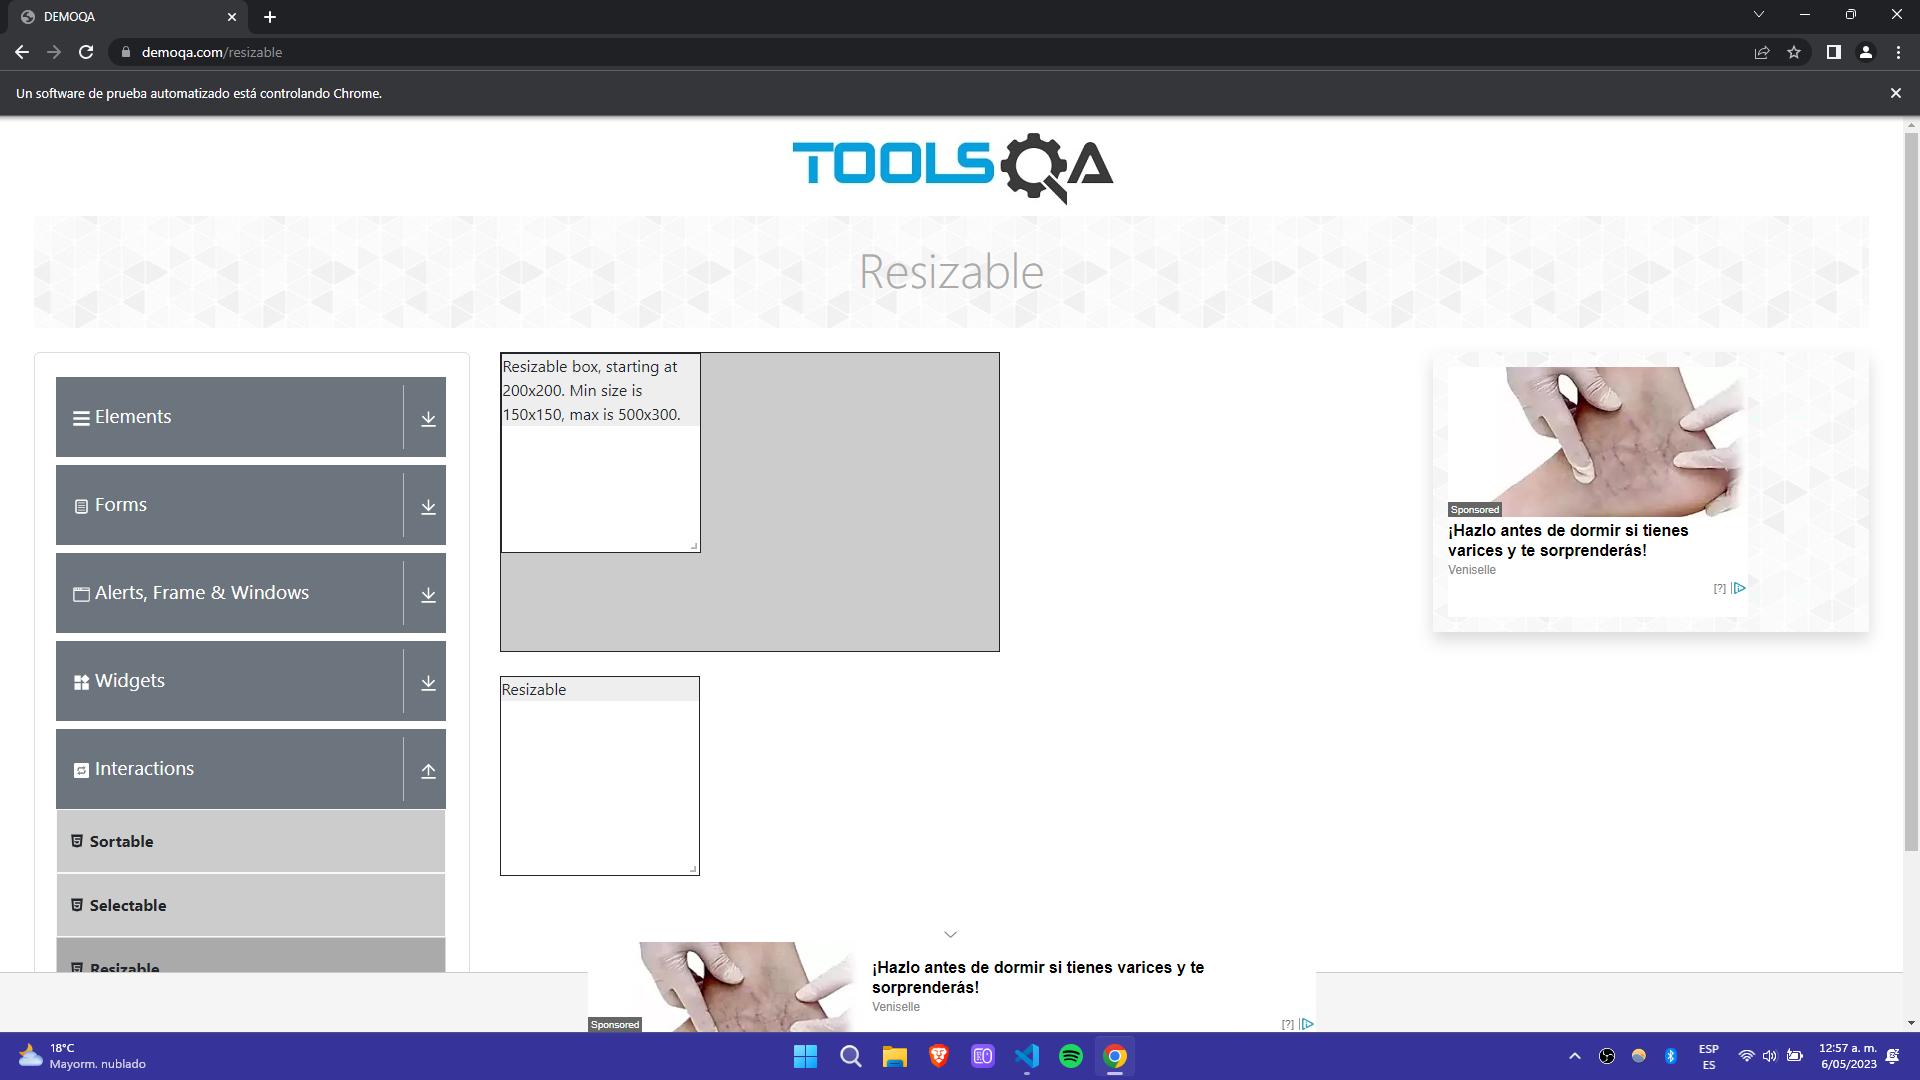 DEMOQA
demoqa.com/resizable
Un software de prueba automatizado está controlando Chrome.
TOOLSQA
Resizable
Elements
Forms
Alerts, Frame & Windows
Widgets
Interactions
Sortable
Selectable
Resizable
Resizable box, starting at
200x200. Min size is
150x150, max is 500x300.
Resizable
Sponsored
¡Hazlo antes de dormir si tienes
varices y te sorprenderás!
Veniselle
[?]
¡Hazlo antes de dormir si tienes varices y te
sorprenderás!
Veniselle
Sponsored
[?]
18°C
Mayorm. nublado
ESP
ES
12:57 a. m.
6/05/2023